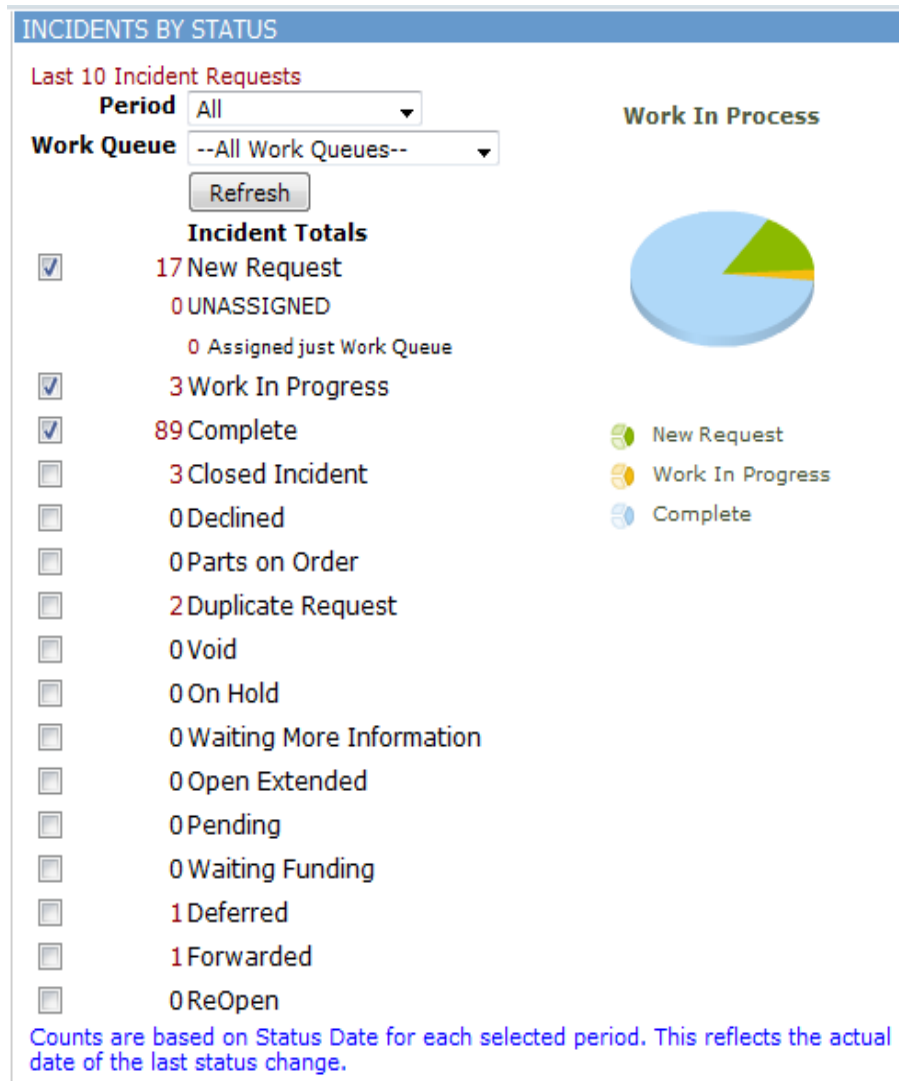 INCIDENTS BY STATUS
Last 10 Incident Requests
Period All
Work Queue --All Work Queues--
Refresh
Work In Process
Incident Totals
17 New Request
0 UNASSIGNED
0 Assigned just Work Queue
3 Work In Progress
89 Complete
3 Closed Incident
0 Declined
0 Parts on Order
2 Duplicate Request
0 Void
0 On Hold
0 Waiting More Information
0 Open Extended
0 Pending
0 Waiting Funding
1 Deferred
1 Forwarded
0 ReOpen
New Request
Work In Progress
Complete
Counts are based on Status Date for each selected period. This reflects the actual
date of the last status change.